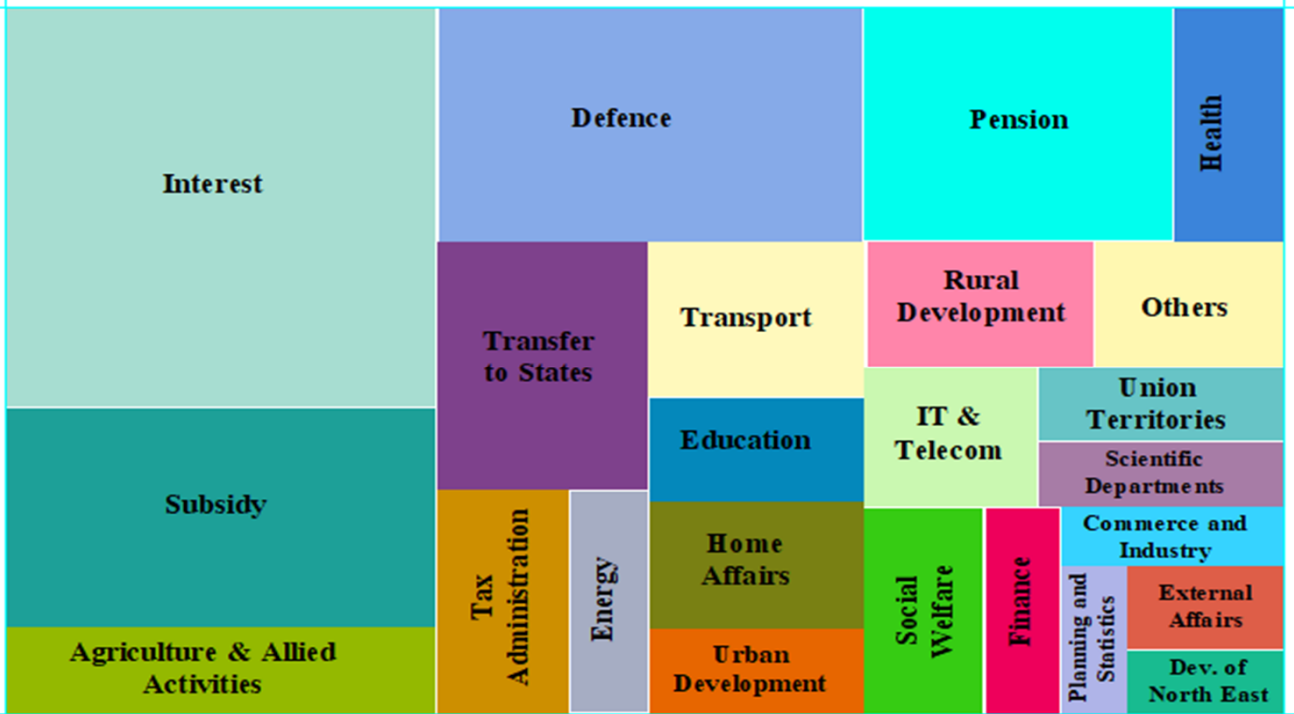 Interest
Subsidy
Agriculture & Allied
Activities
Defence
Transfer
to States
Tax
Administration
Energy
Transport
Education
Home
Affairs
Urban
Development
Pension
Health
Rural
Development
Others
IT &
Telecom
Union
Territories
Scientific
Departments
Social
Welfare
Finance
Commerce and
Industry
Planning and
Statistics
External
Affairs
Dev. of
North East